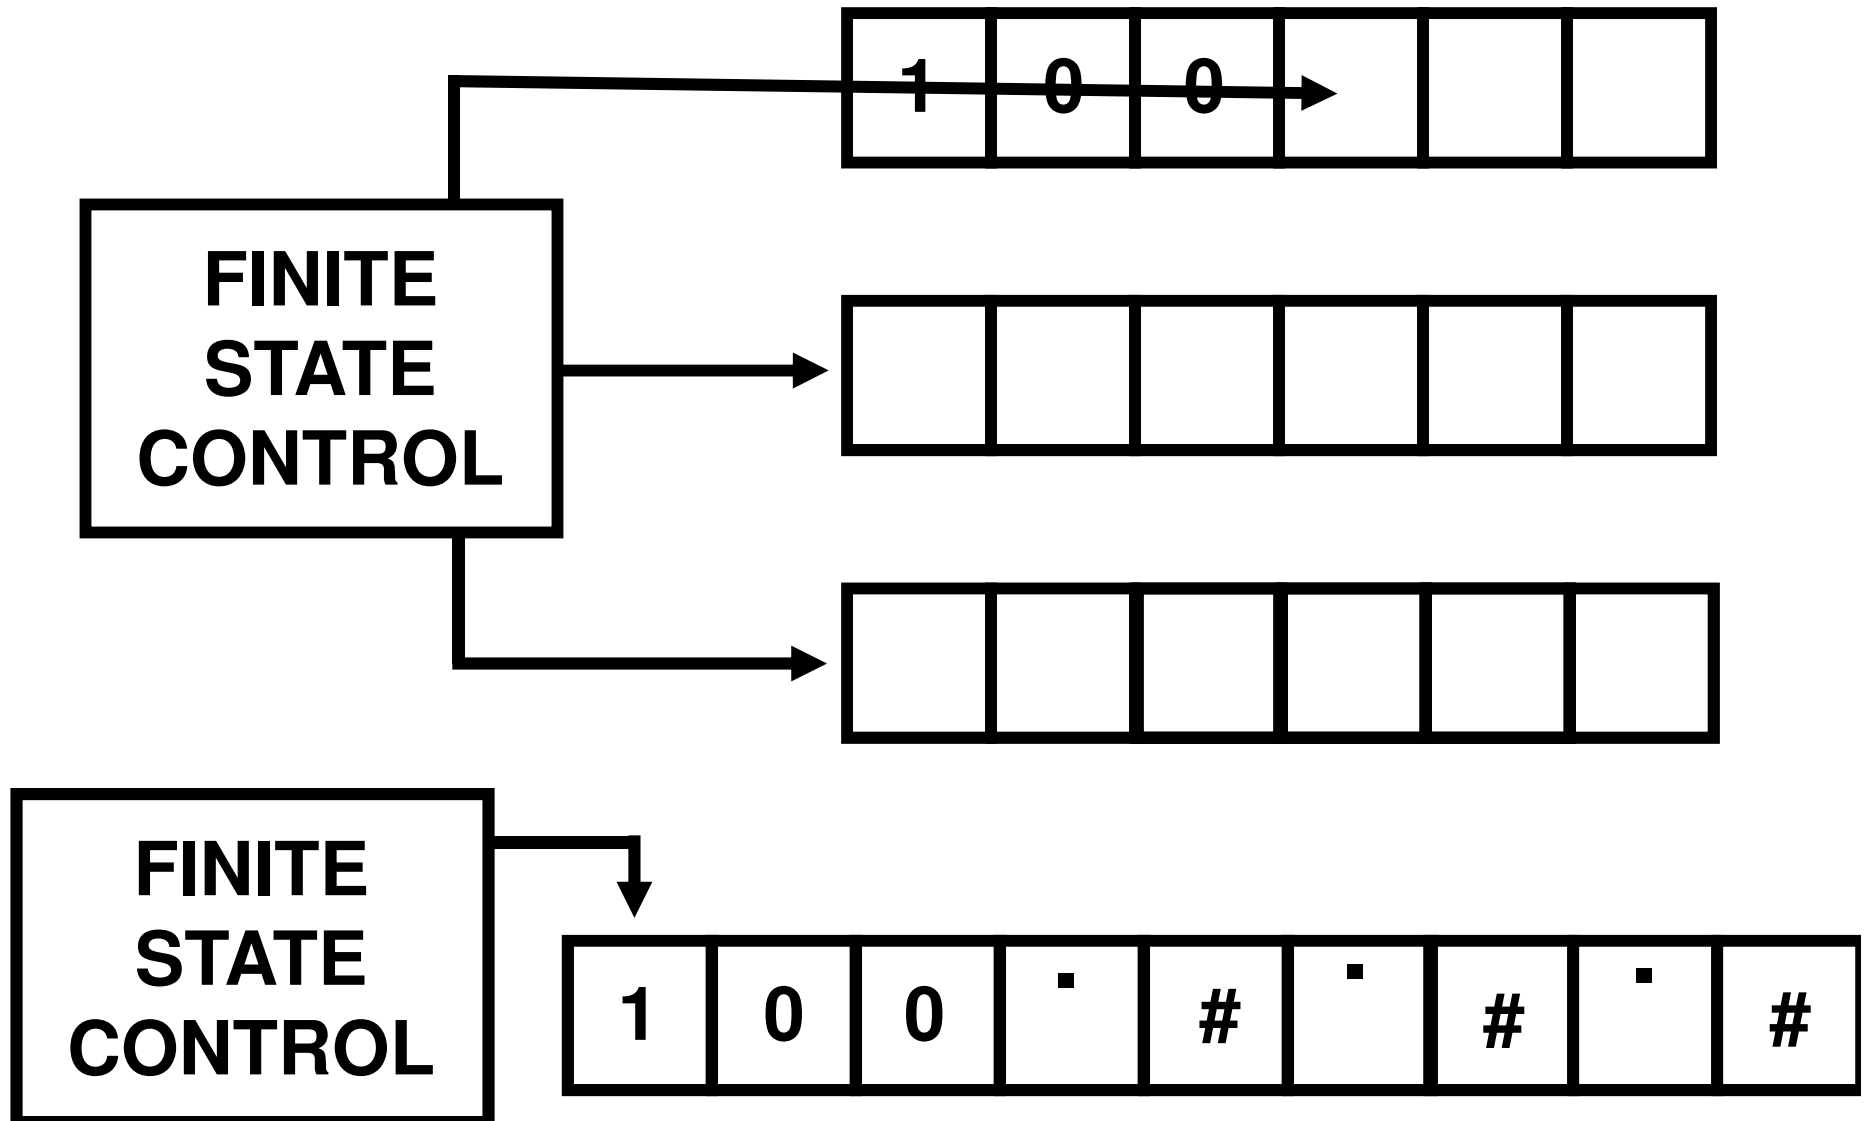 1 0 0
FINITE
STATE
CONTROL
FINITE
STATE
CONTROL
1 0 0 . # . # . #